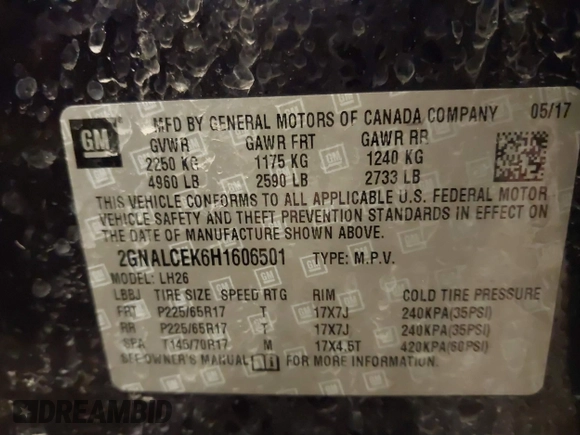 GM
MFD BY GENERAL MOTORS OF CANADA COMPANY 05/17
GVWR GAWR FRT GAWR RR
2250 KG 1175 KG 1240 KG
4960 LB 2590 LB 2733 LB
THIS VEHICLE CONFORMS TO ALL APPLICABLE U.S. FEDERAL MOTOR
VEHICLE SAFETY AND THEFT PREVENTION STANDARDS IN EFFECT ON
THE DATE OF MANUFACTURE SHOWN ABOVE.
2GNALCEK6H1606501 TYPE: M.P.V.
MODEL: LH26
LBBJ TIRE SIZE SPEED RTG RIM COLD TIRE PRESSURE
FRT P225/65R17 T 17X7J 240KPA(35PSI)
RR P225/65R17 T 17X7J 240KPA(35PSI)
SPA T145/70R17 M 17X4.5T 420KPA(60PSI)
SEE OWNER'S MANUAL FOR MORE INFORMATION.
DREAMBID